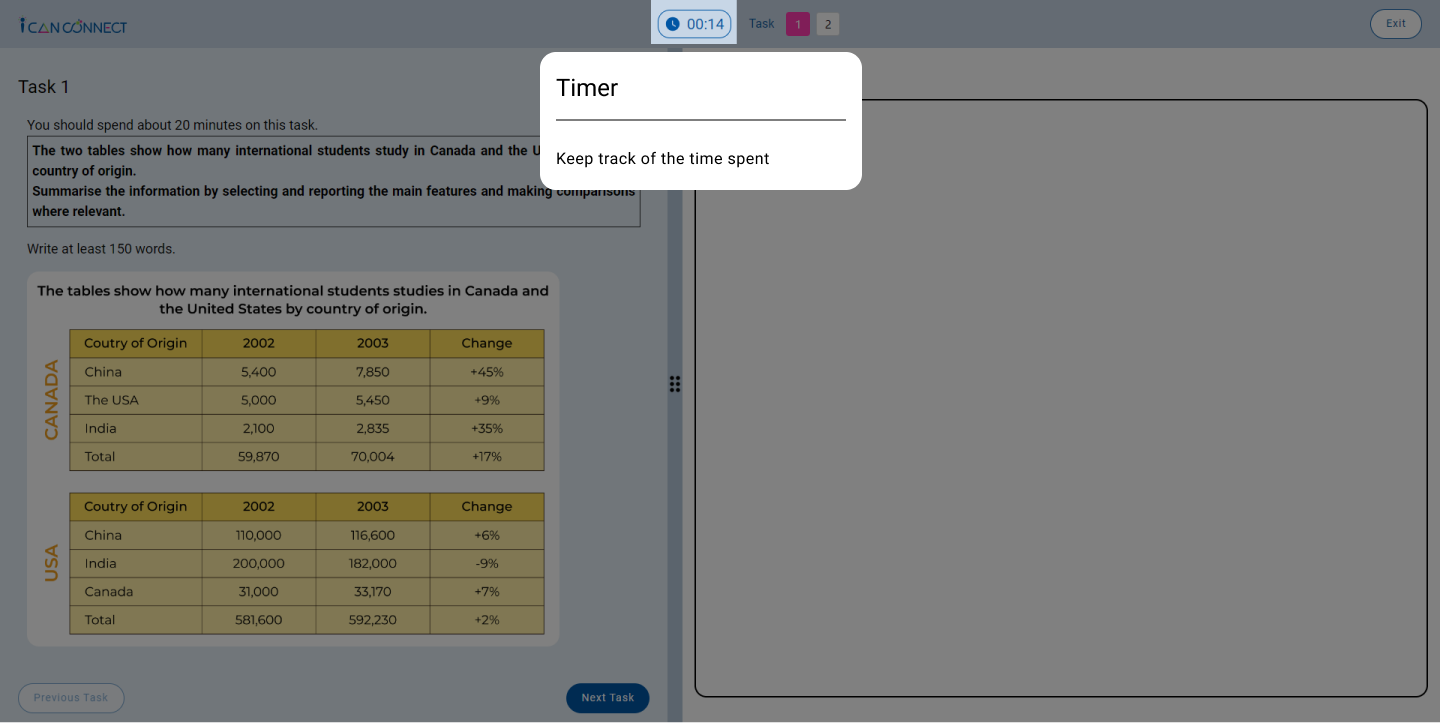 i CAN CONNECT
00:14
Task 1 2
Exit
Timer
Keep track of the time spent
Task 1
You should spend about 20 minutes on this task.
The two tables show how many international students study in Canada and the U
country of origin.
Summarise the information by selecting and reporting the main features and making comparisons
where relevant.
Write at least 150 words.
The tables show how many international students studies in Canada and
the United States by country of origin.
CANADA
Coutry of Origin 2002 2003 Change
China 5,400 7,850 +45%
The USA 5,000 5,450 +9%
India 2,100 2,835 +35%
Total 59,870 70,004 +17%
USA
Coutry of Origin 2002 2003 Change
China 110,000 116,600 +6%
India 200,000 182,000 -9%
Canada 31,000 33,170 +7%
Total 581,600 592,230 +2%
Previous Task
Next Task